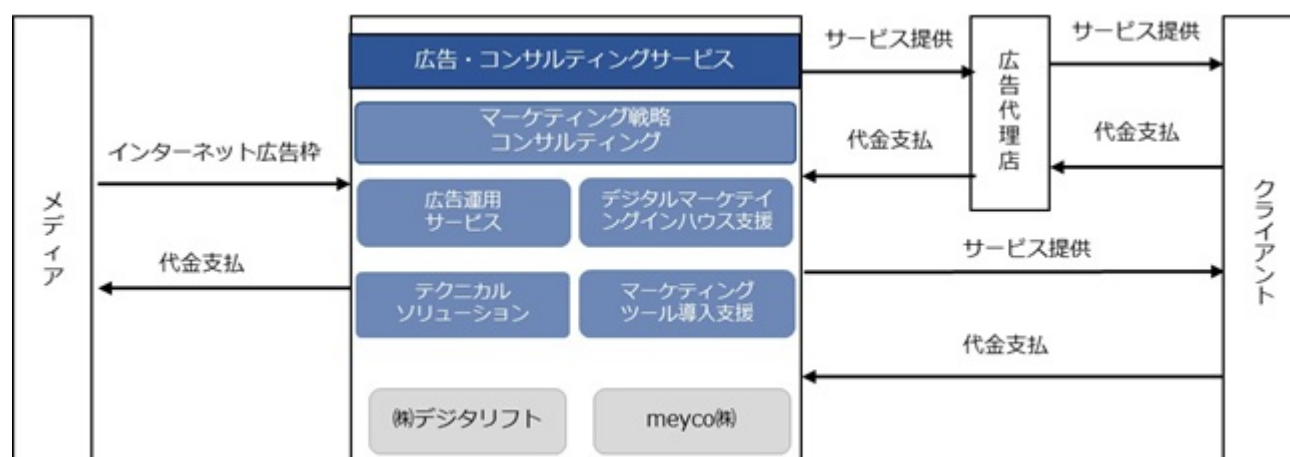 メディア
インターネット広告枠
代金支払
広告・コンサルティングサービス
マーケティング戦略
コンサルティング
広告運用
サービス
デジタルマーケテイ
ングインハウス支援
テクニカル
ソリューション
マーケティング
ツール導入支援
㈱デジタリフト
meyco㈱
サービス提供
代金支払
広告代理店
サービス提供
代金支払
サービス提供
代金支払
クライアント